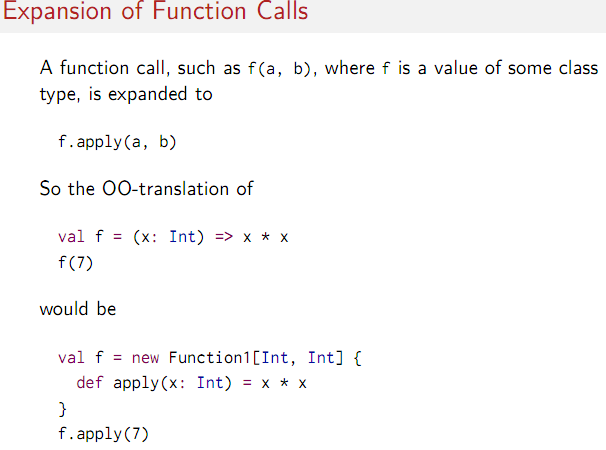 Expansion of Function Calls
A function call, such as f(a, b), where f is a value of some class
type, is expanded to
f.apply(a, b)
So the OO-translation of
val f = (x: Int) => x * x
f(7)
would be
val f = new Function1[Int, Int] {
def apply(x: Int) = x * x
}
f.apply(7)